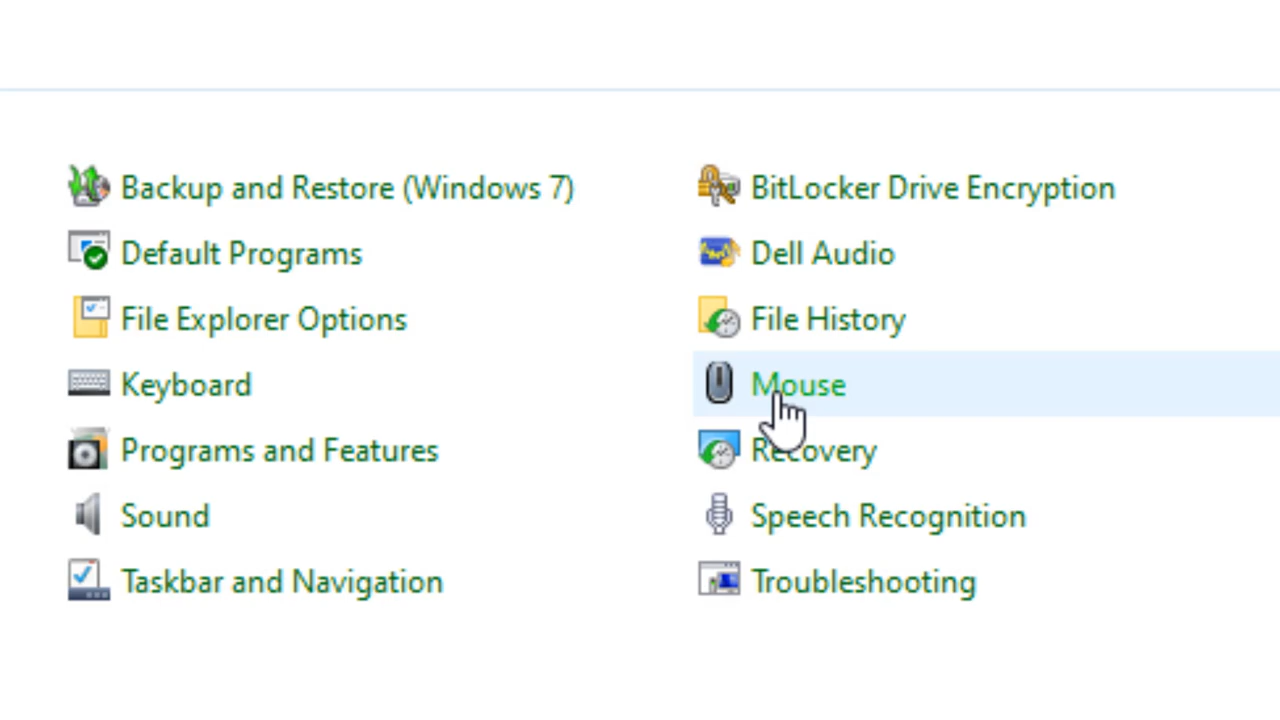 Backup and Restore (Windows 7)
BitLocker Drive Encryption
Default Programs
Dell Audio
File Explorer Options
File History
Keyboard
Mouse
Programs and Features
Recovery
Sound
Speech Recognition
Taskbar and Navigation
Troubleshooting